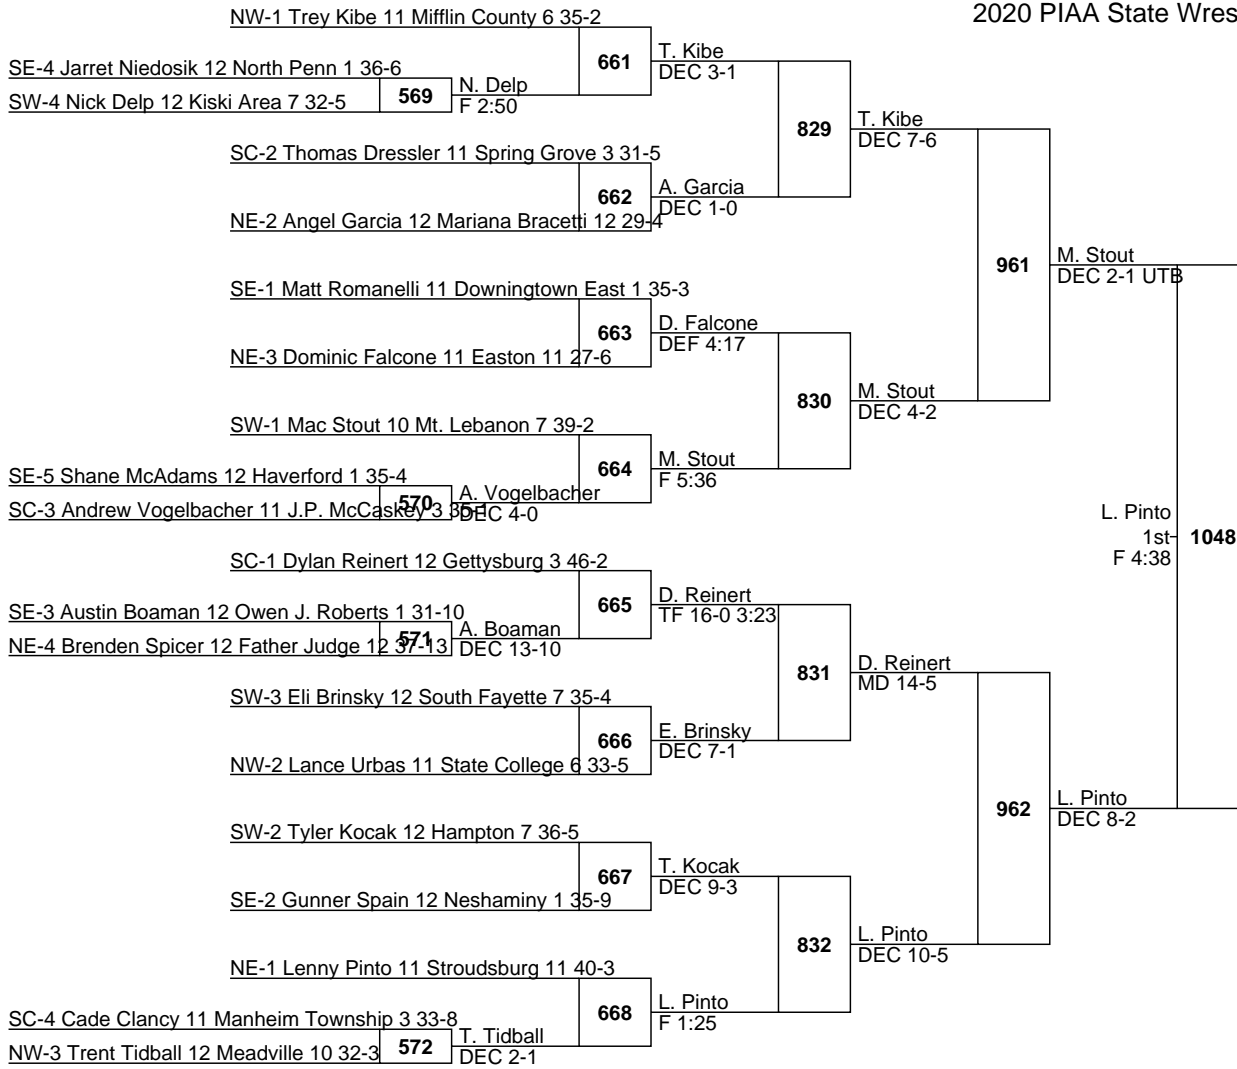 2020 PIAA State Wres
NW-1 Trey Kibe 11 Mifflin County 6 35-2
661
T. Kibe
DEC 3-1
SE-4 Jarret Niedosik 12 North Penn 1 36-6
569
N. Delp
F 2:50
SW-4 Nick Delp 12 Kiski Area 7 32-5
829
T. Kibe
DEC 7-6
SC-2 Thomas Dressler 11 Spring Grove 3 31-5
662
A. Garcia
DEC 1-0
NE-2 Angel Garcia 12 Mariana Bracetti 12 29-4
961
M. Stout
DEC 2-1 UTB
SE-1 Matt Romanelli 11 Downingtown East 1 35-3
663
D. Falcone
DEF 4:17
NE-3 Dominic Falcone 11 Easton 11 27-6
830
M. Stout
DEC 4-2
SW-1 Mac Stout 10 Mt. Lebanon 7 39-2
664
M. Stout
F 5:36
SE-5 Shane McAdams 12 Haverford 1 35-4
570
A. Vogelbacher
DEC 4-0
SC-3 Andrew Vogelbacher 11 J.P. McCaskey 3
L. Pinto
1st
F 4:38
1048
SC-1 Dylan Reinert 12 Gettysburg 3 46-2
665
D. Reinert
TF 16-0 3:23
SE-3 Austin Boaman 12 Owen J. Roberts 1 31-10
571
A. Boaman
DEC 13-10
NE-4 Brenden Spicer 12 Father Judge 12 37-13
831
D. Reinert
MD 14-5
SW-3 Eli Brinsky 12 South Fayette 7 35-4
666
E. Brinsky
DEC 7-1
NW-2 Lance Urbas 11 State College 6 33-5
962
L. Pinto
DEC 8-2
SW-2 Tyler Kocak 12 Hampton 7 36-5
667
T. Kocak
DEC 9-3
SE-2 Gunner Spain 12 Neshaminy 1 35-9
832
L. Pinto
DEC 10-5
NE-1 Lenny Pinto 11 Stroudsburg 11 40-3
668
L. Pinto
F 1:25
SC-4 Cade Clancy 11 Manheim Township 3 33-8
572
T. Tidball
DEC 2-1
NW-3 Trent Tidball 12 Meadville 10 32-3